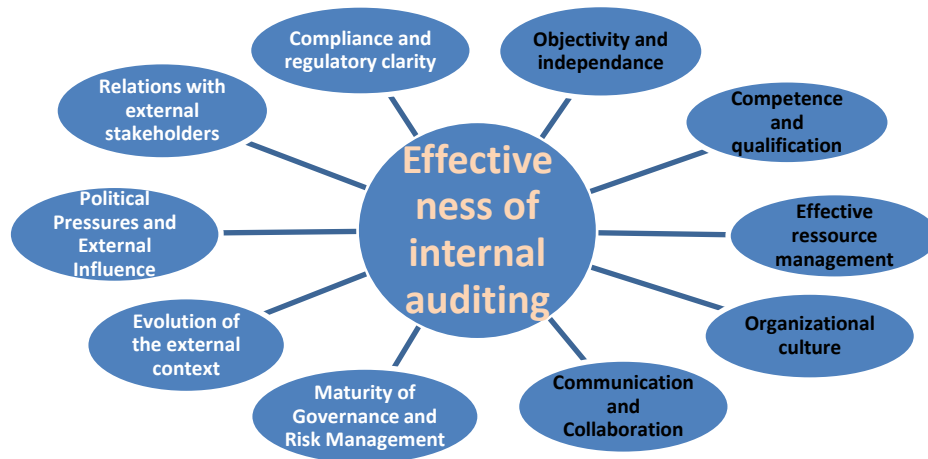 Compliance and
regulatory clarity
Objectivity and
independance
Relations with
external
stakeholders
Competence
and
qualification
Effective
ness of
internal
auditing
Political
Pressures and
External
Influence
Effective
ressource
management
Evolution of
the external
context
Organizational
culture
Maturity of
Governance and
Risk Management
Communication
and
Collaboration